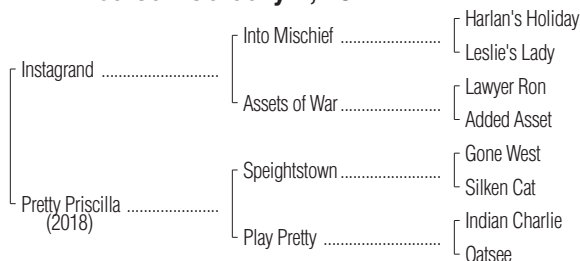 Harlan's Holiday
Into Mischief
Leslie's Lady
Instagrand
Lawyer Ron
Assets of War
Added Asset
Gone West
Speightstown
Silken Cat
Pretty Priscilla
(2018)
Indian Charlie
Play Pretty
Oatsee